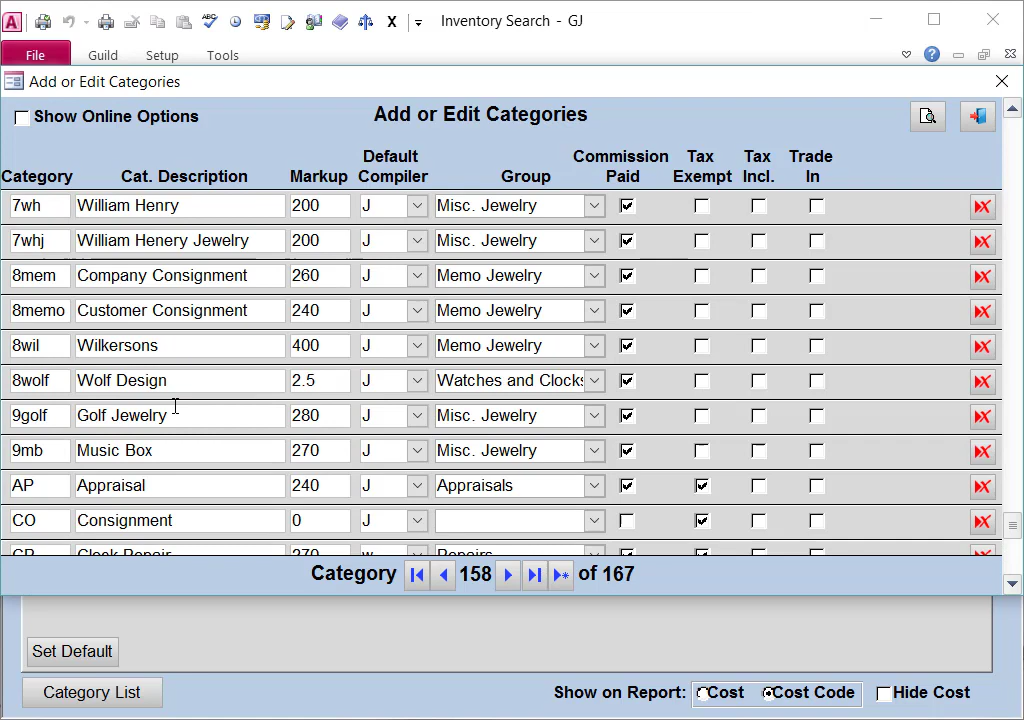 A ABC X Inventory Search - GJ
File Guild Setup Tools ?
Add or Edit Categories
Show Online Options Add or Edit Categories
Default Commission Tax Tax Trade
Category Cat. Description Markup Compiler Group Paid Exempt Incl. In
7wh William Henry 200 J Misc. Jewelry
7whj William Henery Jewelry 200 J Misc. Jewelry
8mem Company Consignment 260 J Memo Jewelry
8memo Customer Consignment 240 J Memo Jewelry
8wil Wilkersons 400 J Memo Jewelry
8wolf Wolf Design 2.5 J Watches and Clocks
9golf Golf Jewelry 280 J Misc. Jewelry
9mb Music Box 270 J Misc. Jewelry
AP Appraisal 240 J Appraisals
CO Consignment 0 J
Clock Repair 270 w Repairs
Category 158 of 167
Set Default
Category List Show on Report: Cost Cost Code Hide Cost